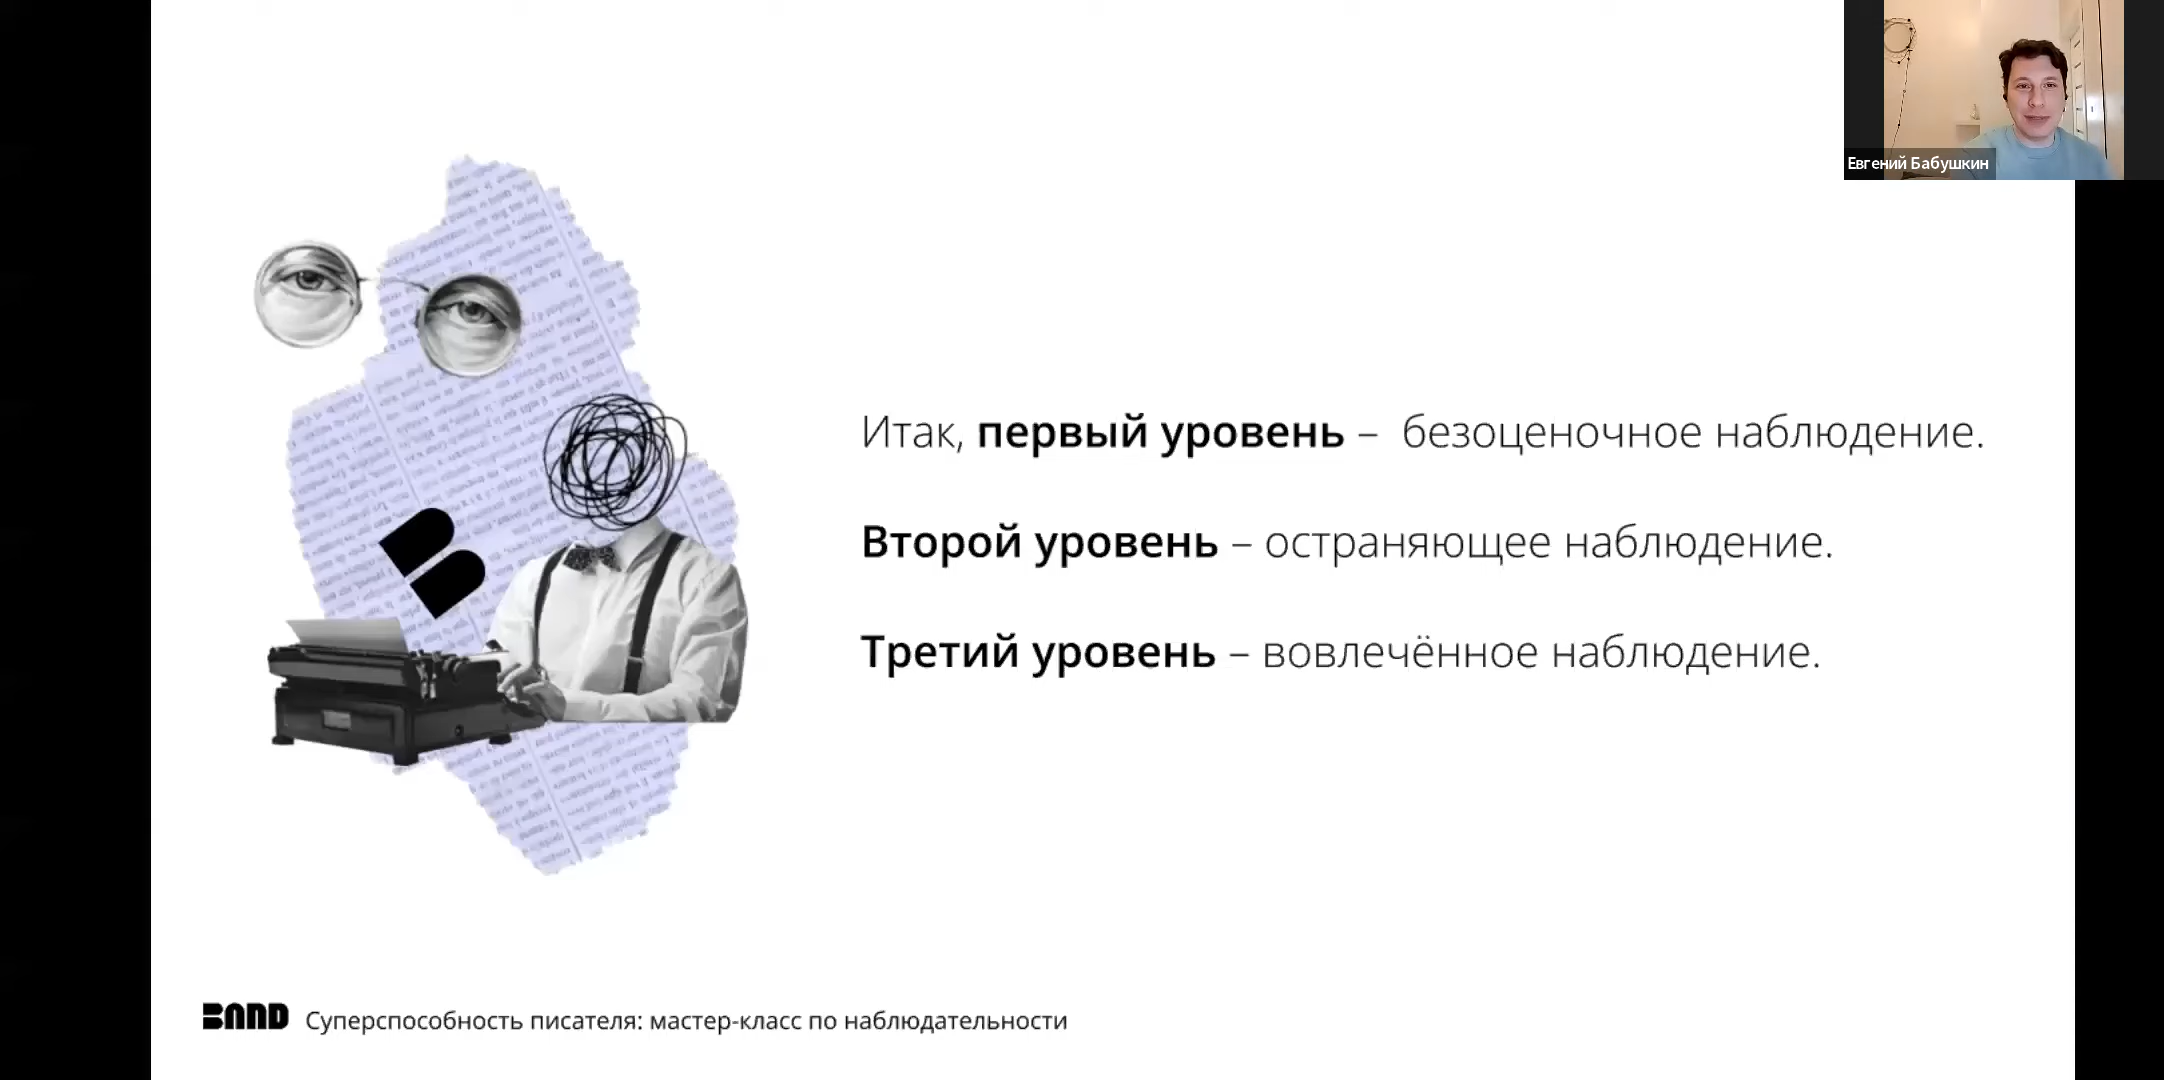 Евгений Бабушкин
Итак, первый уровень –  безоценочное наблюдение.
Второй уровень – остраняющее наблюдение.
Третий уровень – вовлечённое наблюдение.
BAND Суперспособность писателя: мастер-класс по наблюдательности